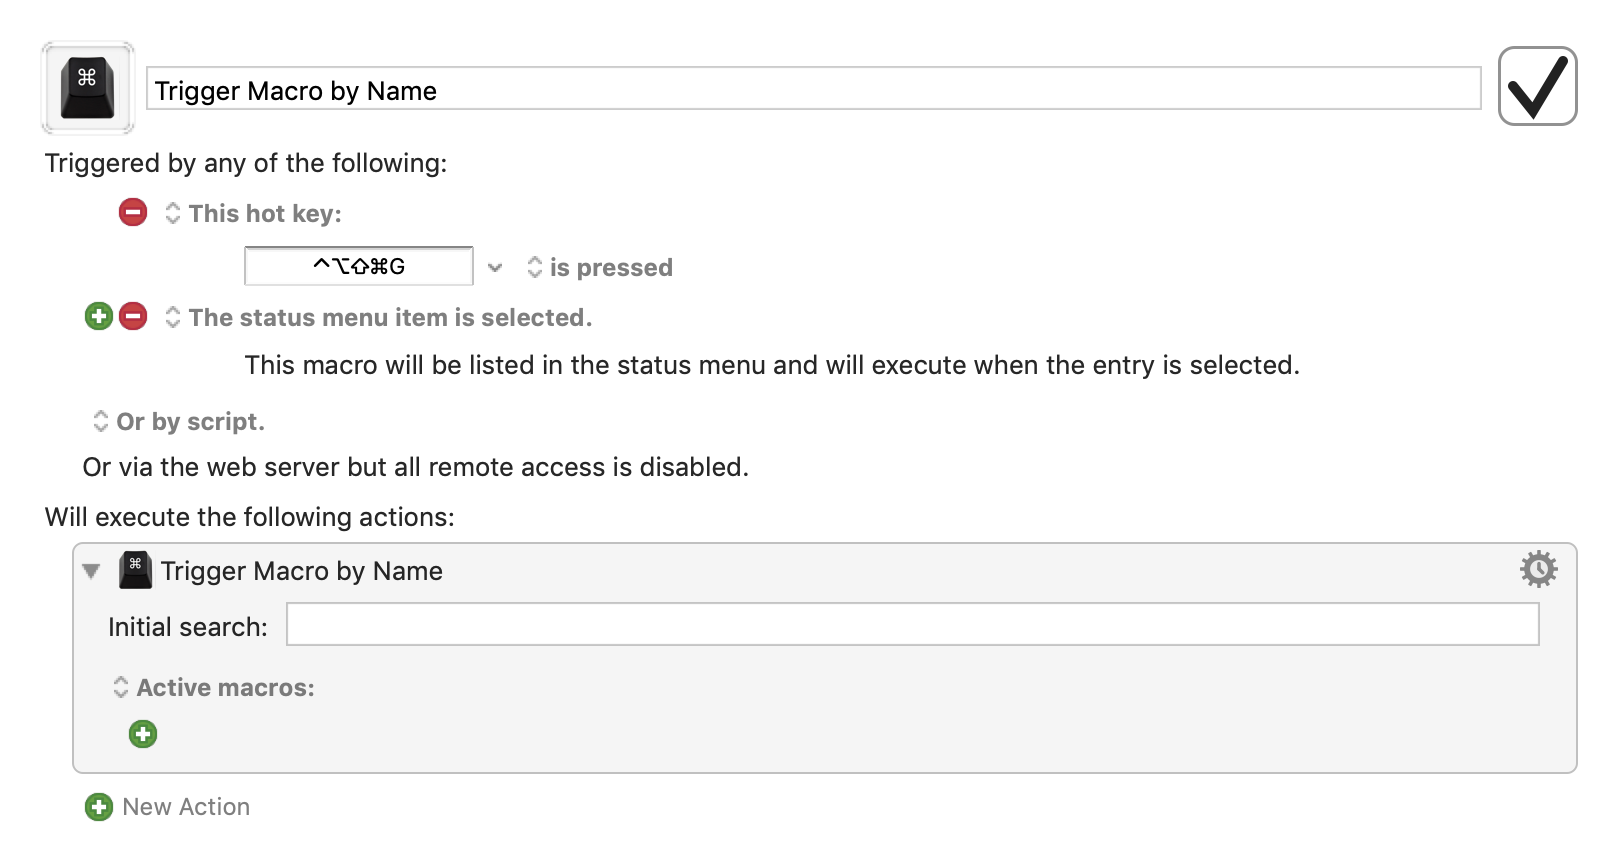 ⌘
Trigger Macro by Name
Triggered by any of the following:
This hot key:
^⌥⇧⌘G
is pressed
The status menu item is selected.
This macro will be listed in the status menu and will execute when the entry is selected.
Or by script.
Or via the web server but all remote access is disabled.
Will execute the following actions:
⌘
Trigger Macro by Name
Initial search:
Active macros:
New Action